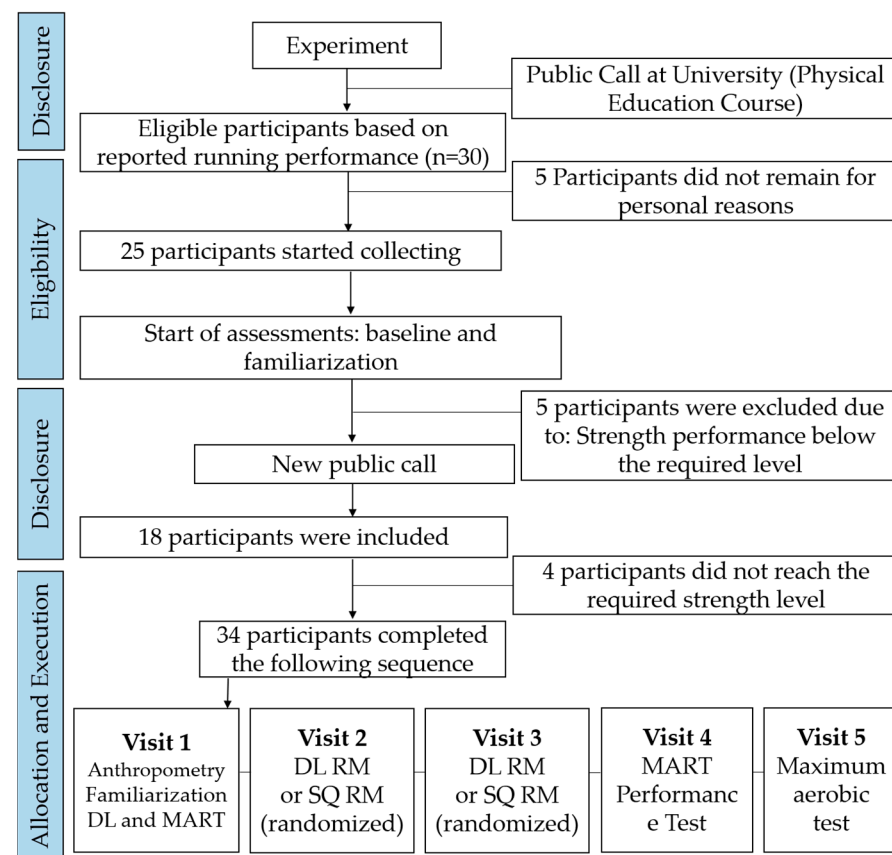 Disclosure
Experiment
Public Call at University (Physical
Education Course)
Eligible participants based on
reported running performance (n=30)
Eligibility
5 Participants did not remain for
personal reasons
25 participants started collecting
Start of assessments: baseline and
familiarization
Disclosure
5 participants were excluded due
to: Strength performance below
the required level
New public call
18 participants were included
Allocation and Execution
4 participants did not reach the
required strength level
34 participants completed
the following sequence
Visit 1
Anthropometry
Familiarization
DL and MART
Visit 2
DL RM
or SQ RM
(randomized)
Visit 3
DL RM
or SQ RM
(randomized)
Visit 4
MART
Performanc
e Test
Visit 5
Maximum
aerobic
test